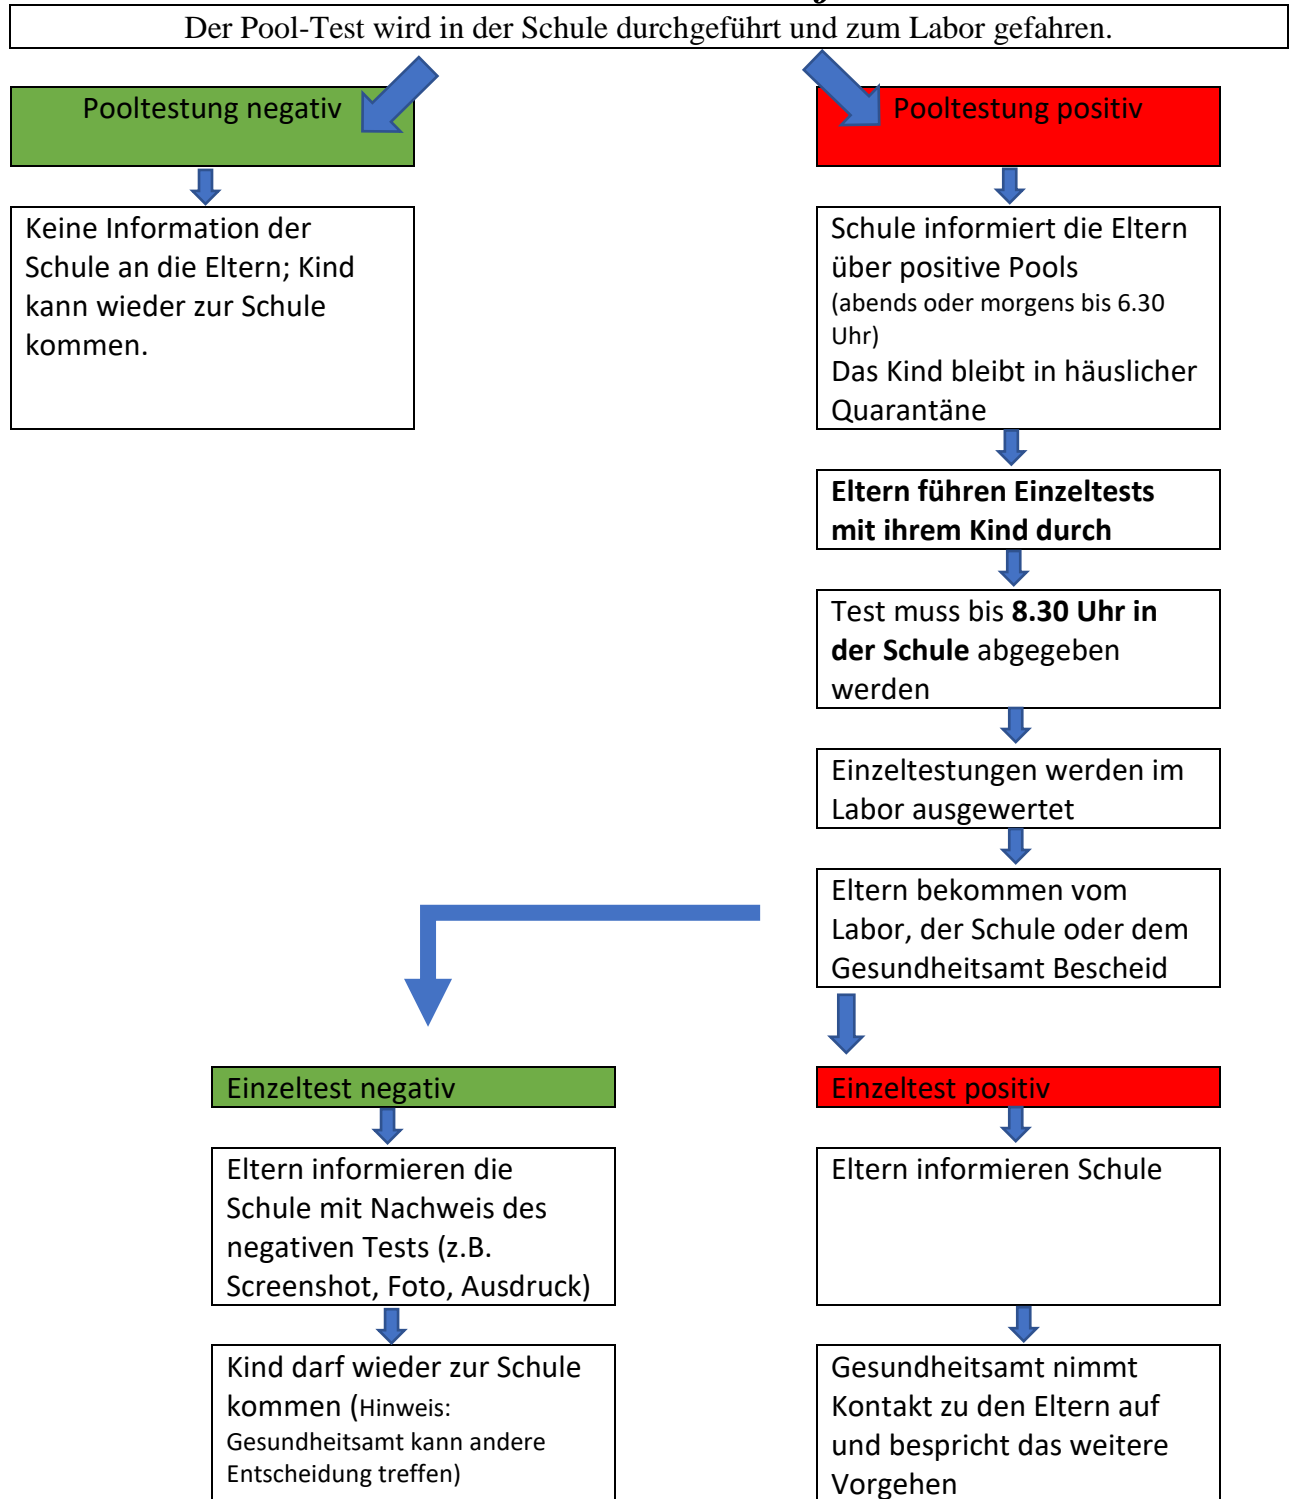 Der Pool-Test wird in der Schule durchgeführt und zum Labor gefahren.
Pooltestung negativ
Pooltestung positiv
Keine Information der
Schule an die Eltern; Kind
kann wieder zur Schule
kommen.
Schule informiert die Eltern
über positive Pools
(abends oder morgens bis 6.30
Uhr)
Das Kind bleibt in häuslicher
Quarantäne
Eltern führen Einzeltests
mit ihrem Kind durch
Test muss bis 8.30 Uhr in
der Schule abgegeben
werden
Einzeltestungen werden im
Labor ausgewertet
Eltern bekommen vom
Labor, der Schule oder dem
Gesundheitsamt Bescheid
Einzeltest negativ
Einzeltest positiv
Eltern informieren die
Schule mit Nachweis des
negativen Tests (z.B.
Screenshot, Foto, Ausdruck)
Eltern informieren Schule
Kind darf wieder zur Schule
kommen (Hinweis:
Gesundheitsamt kann andere
Entscheidung treffen)
Gesundheitsamt nimmt
Kontakt zu den Eltern auf
und bespricht das weitere
Vorgehen